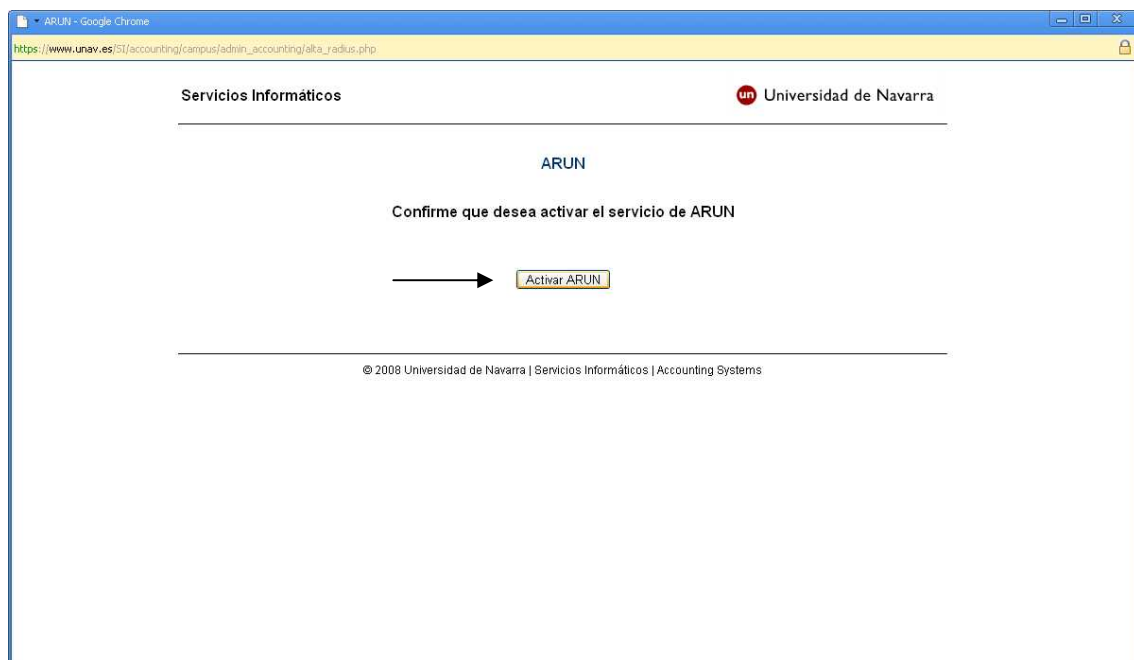 ARUN - Google Chrome
https://www.unav.es/SI/accounting/campus/admin_accounting/alta_radius.php
Servicios Informáticos
un Universidad de Navarra
ARUN
Confirme que desea activar el servicio de ARUN
Activar ARUN
© 2008 Universidad de Navarra | Servicios Informáticos | Accounting Systems